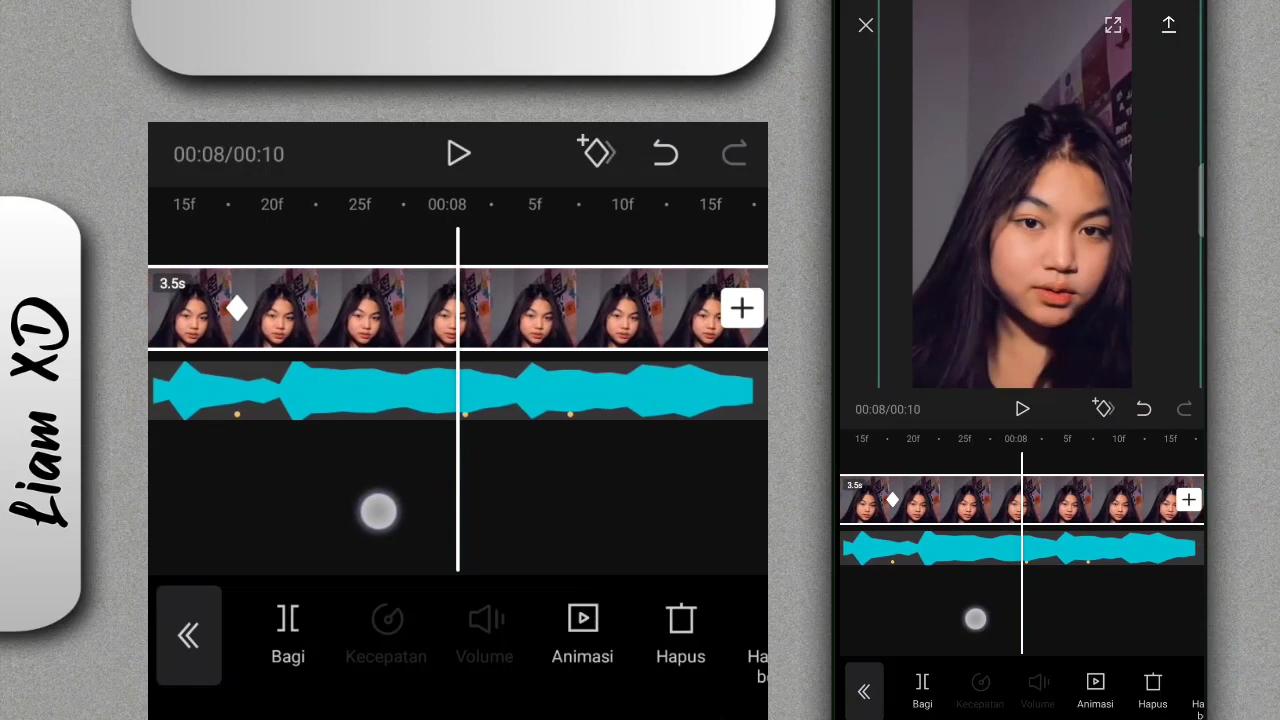 Liam XD
00:08/00:10
15f
20f
25f
00:08
5f
10f
15f
3.5s
Bagi
Kecepatan
Volume
Animasi
Hapus
Ha
b
00:08/00:10
15f
20f
25f
00:08
5f
10f
15f
3.5s
Bagi
Kecepatan
Volume
Animasi
Hapus
Ha
b